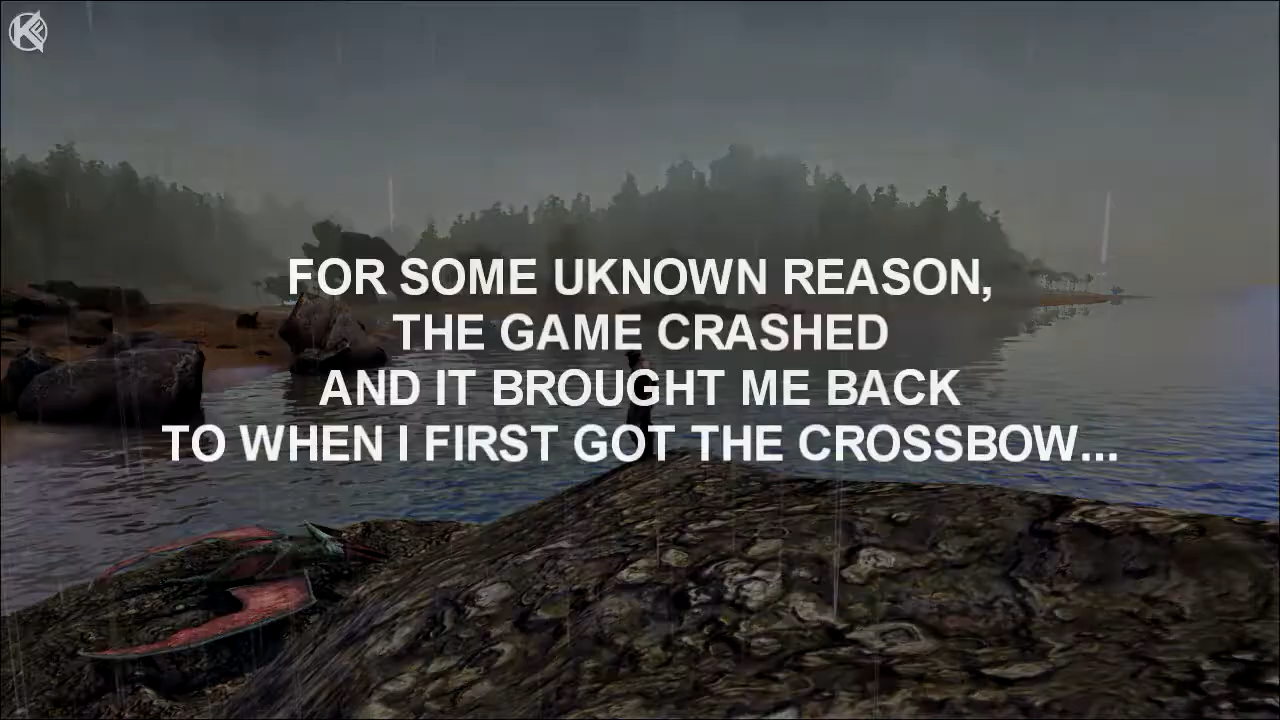 FOR SOME UKNOWN REASON,
THE GAME CRASHED
AND IT BROUGHT ME BACK
TO WHEN I FIRST GOT THE CROSSBOW...